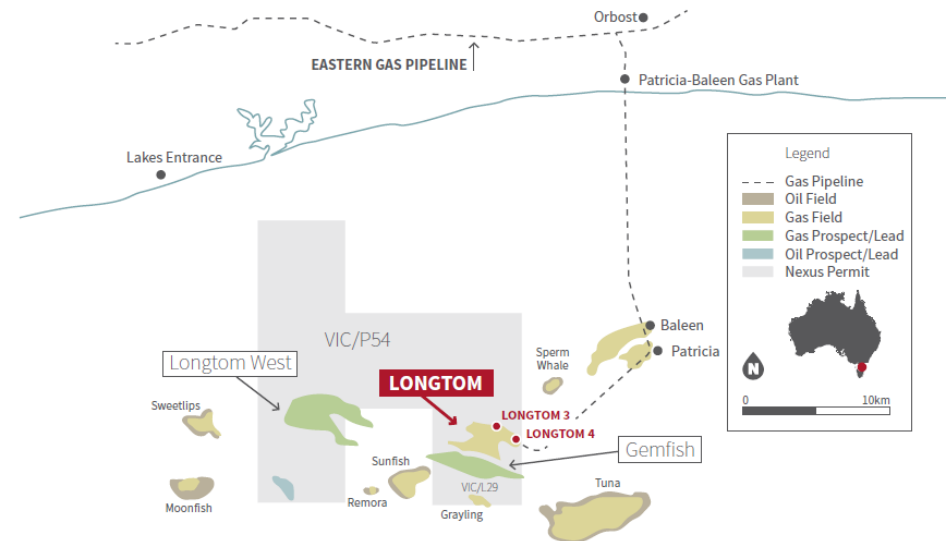 Orbost
EASTERN GAS PIPELINE
Patricia-Baleen Gas Plant
Lakes Entrance
Legend
Gas Pipeline
Oil Field
Gas Field
Gas Prospect/Lead
Oil Prospect/Lead
Nexus Permit
N
0 10km
VIC/P54
Baleen
Patricia
Sperm
Whale
Longtom West
LONGTOM
Sweetlips
LONGTOM 3
LONGTOM 4
Gemfish
Sunfish
VIC/L29
Tuna
Moonfish
Remora
Grayling